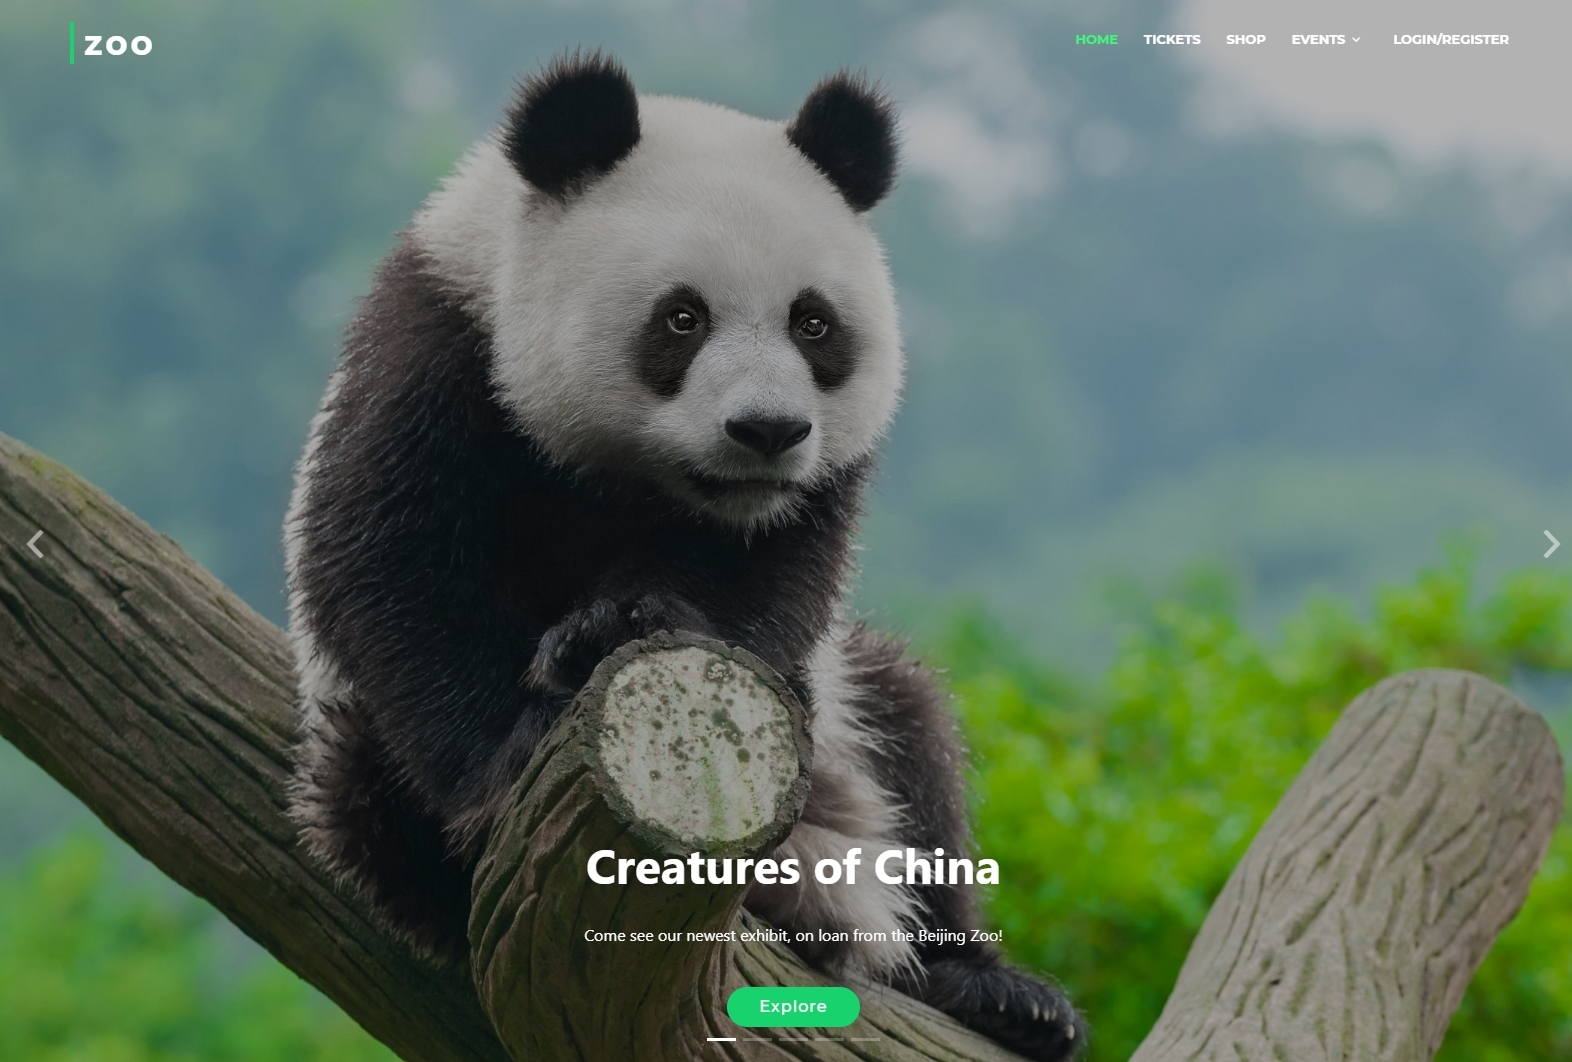 zoo
HOME TICKETS SHOP EVENTS LOGIN/REGISTER
Creatures of China
Come see our newest exhibit, on loan from the Beijing Zoo!
Explore